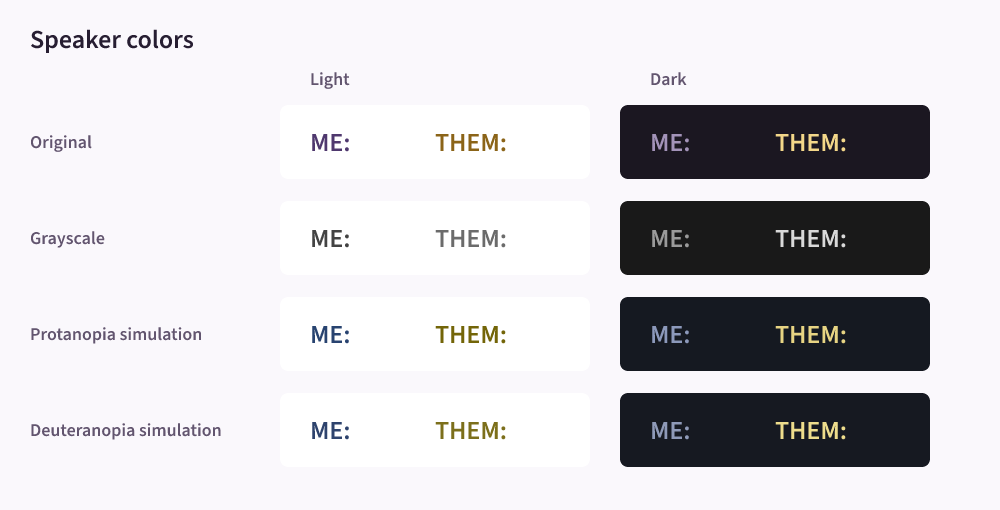 Speaker colors
Light Dark
Original ME: THEM: ME: THEM:
Grayscale ME: THEM: ME: THEM:
Protanopia simulation ME: THEM: ME: THEM:
Deuteranopia simulation ME: THEM: ME: THEM: